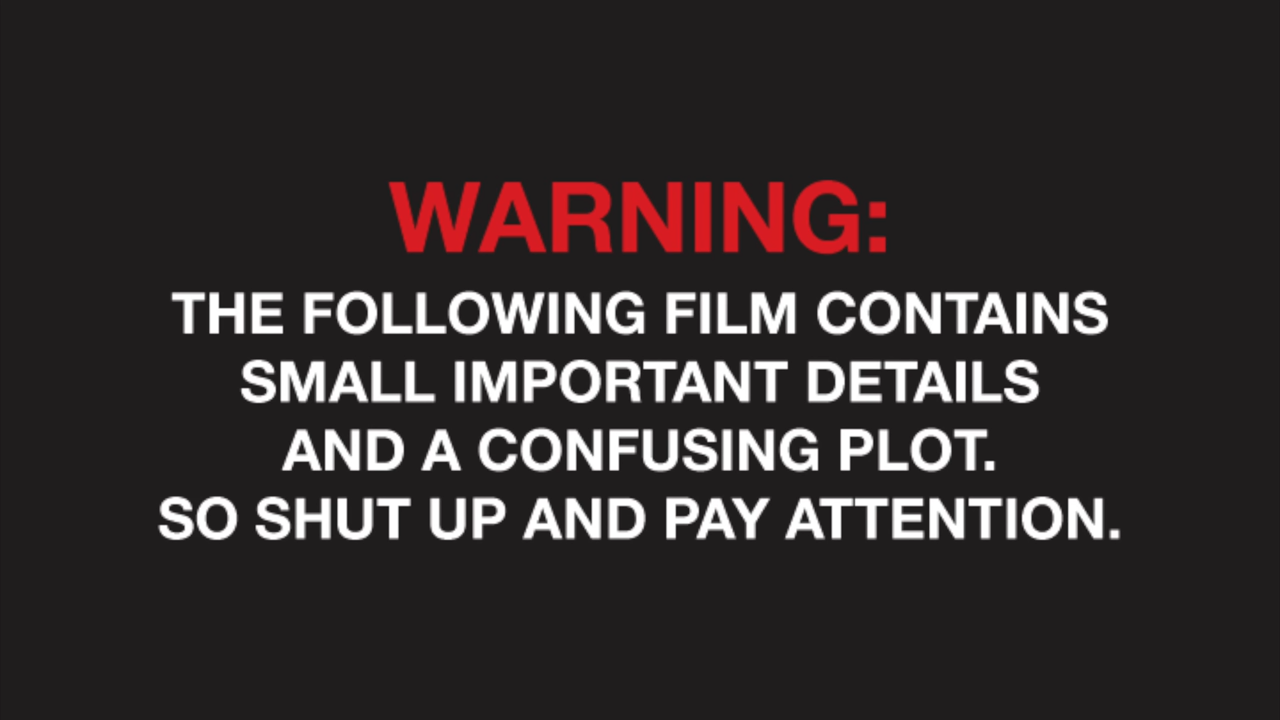 WARNING:
THE FOLLOWING FILM CONTAINS
SMALL IMPORTANT DETAILS
AND A CONFUSING PLOT.
SO SHUT UP AND PAY ATTENTION.